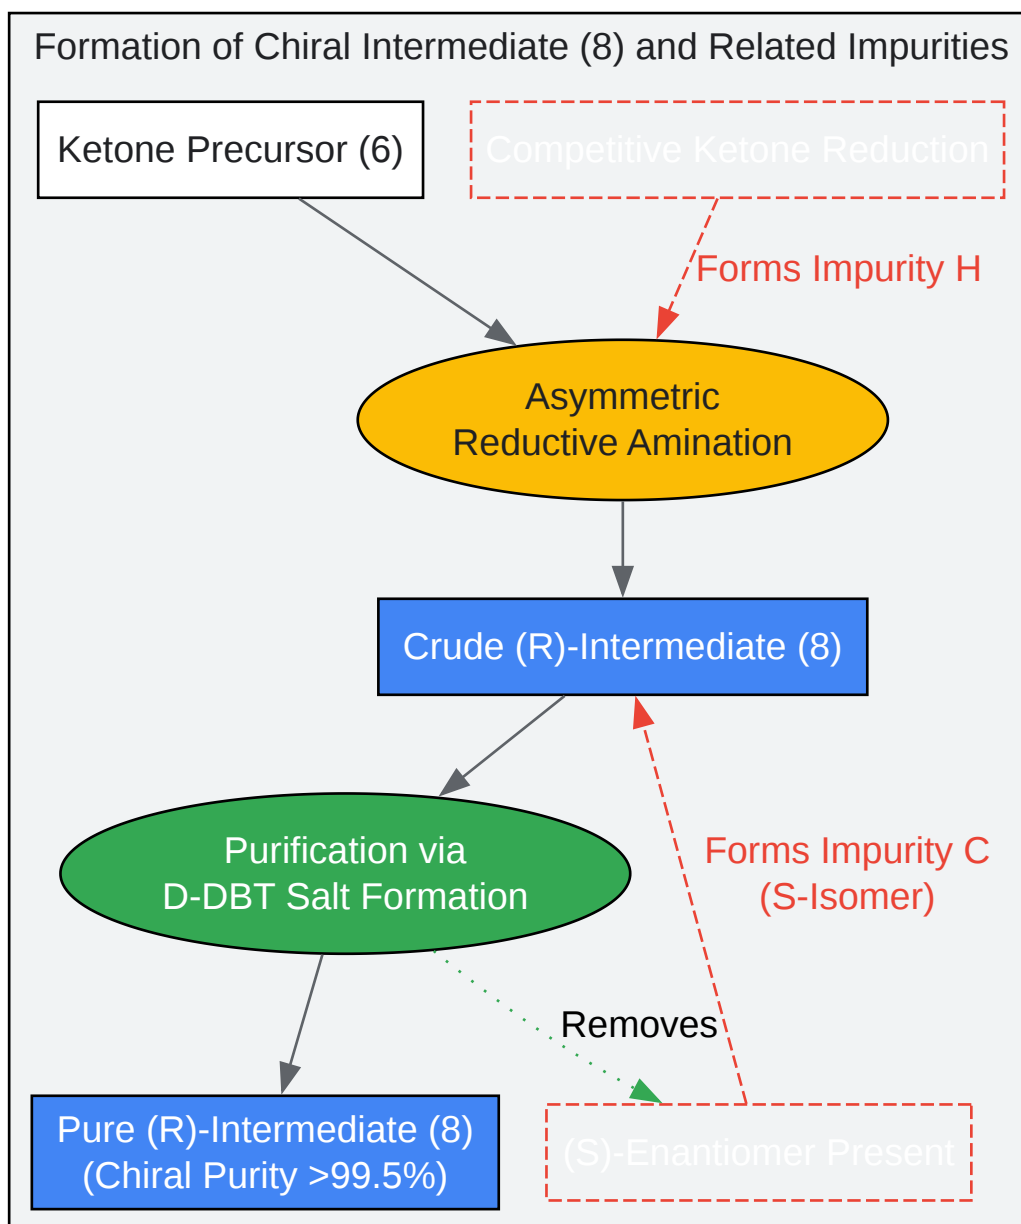 Formation of Chiral Intermediate (8) and Related Impurities
Ketone Precursor (6)
Competitive Ketone Reduction
Forms Impurity H
Asymmetric
Reductive Amination
Crude (R)-Intermediate (8)
Purification via
D-DBT Salt Formation
Forms Impurity C
(S-Isomer)
Removes
Pure (R)-Intermediate (8)
(Chiral Purity >99.5%)
(S)-Enantiomer Present